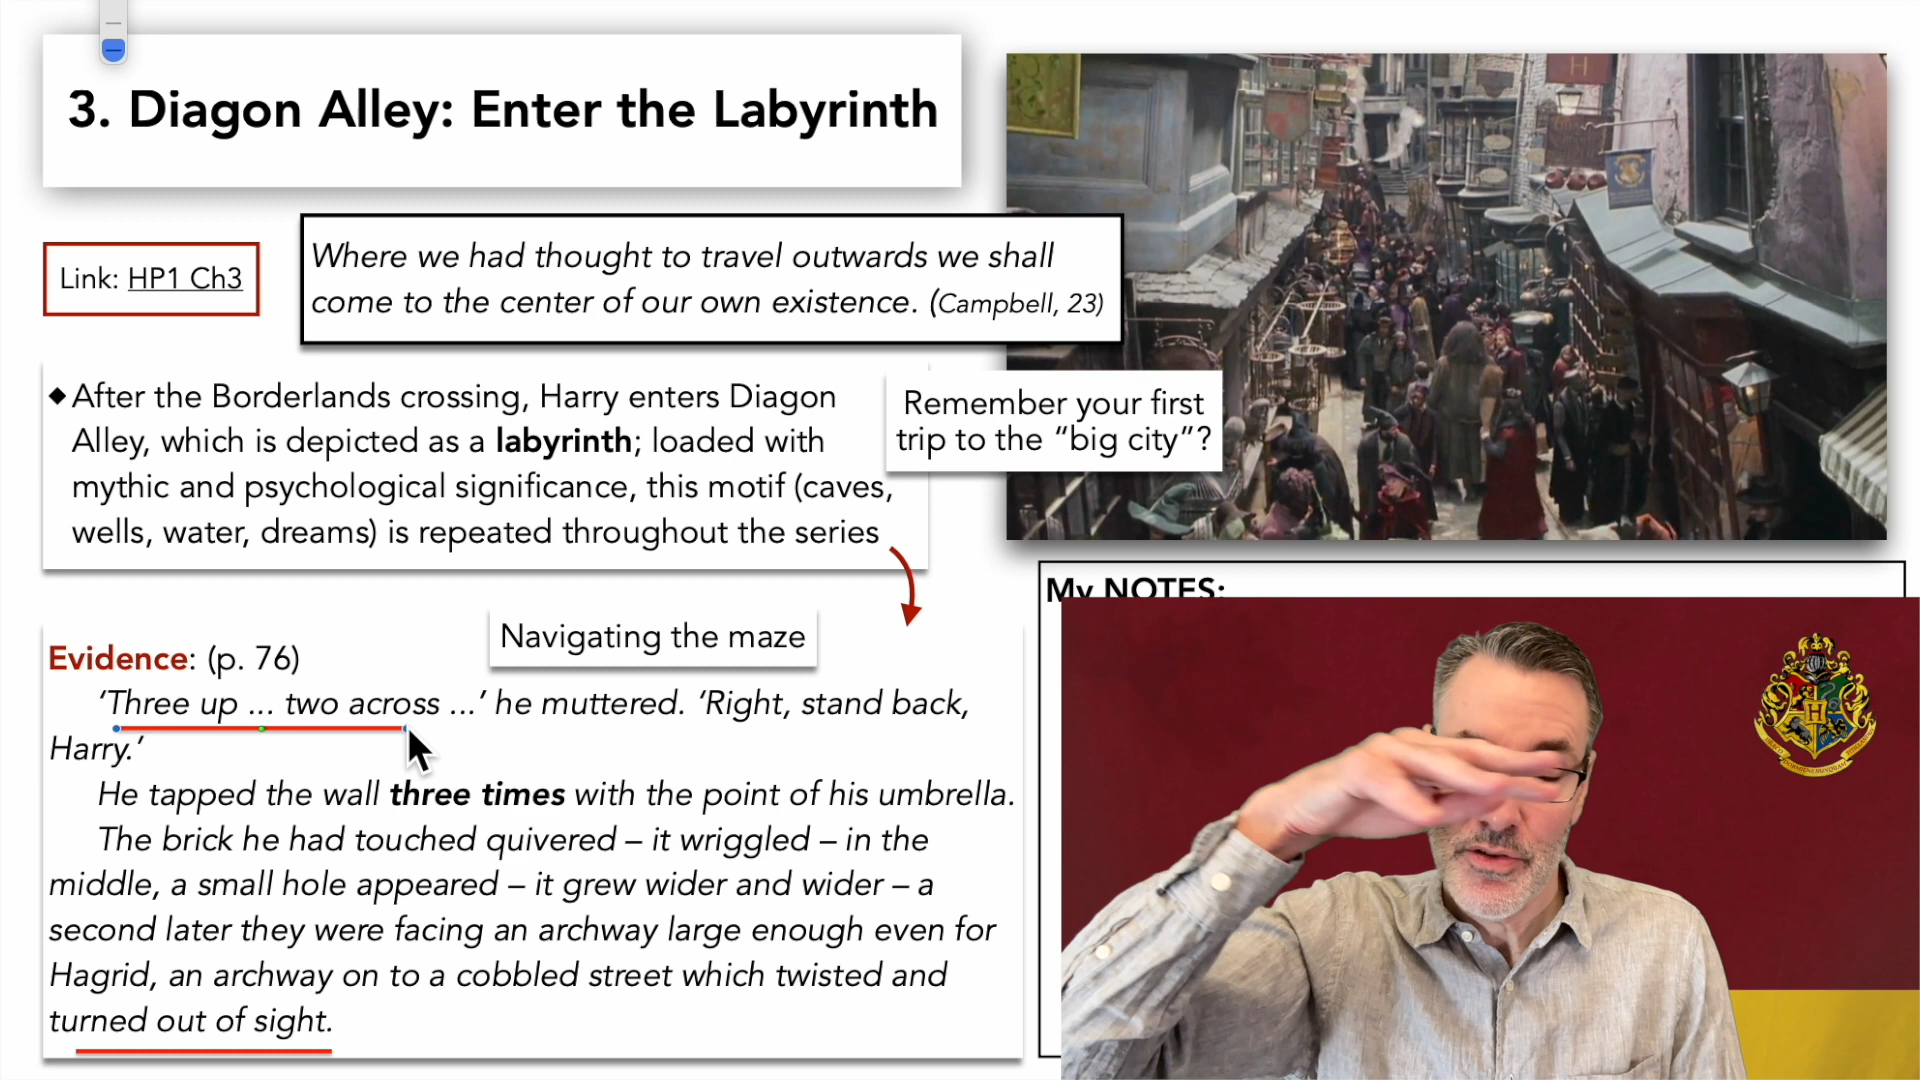 3. Diagon Alley: Enter the Labyrinth
Link: HP1 Ch3
Where we had thought to travel outwards we shall
come to the center of our own existence. (Campbell, 23)
◆After the Borderlands crossing, Harry enters Diagon
Alley, which is depicted as a labyrinth; loaded with
mythic and psychological significance, this motif (caves,
wells, water, dreams) is repeated throughout the series
Remember your first
trip to the “big city”?
My NOTES:
Navigating the maze
Evidence: (p. 76)
‘Three up ... two across ...’ he muttered. ‘Right, stand back,
Harry.’
He tapped the wall three times with the point of his umbrella.
The brick he had touched quivered – it wriggled – in the
middle, a small hole appeared – it grew wider and wider – a
second later they were facing an archway large enough even for
Hagrid, an archway on to a cobbled street which twisted and
turned out of sight.
H
H